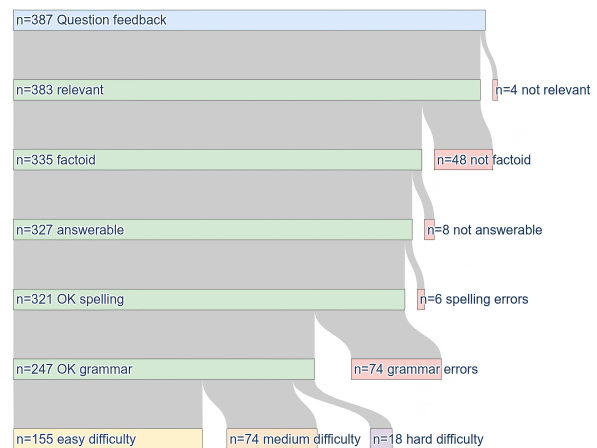 n=387 Question feedback
n=383 relevant
n=4 not relevant
n=335 factoid
n=48 not factoid
n=327 answerable
n=8 not answerable
n=321 OK spelling
n=6 spelling errors
n=247 OK grammar
n=74 grammar errors
n=155 easy difficulty
n=74 medium difficulty
n=18 hard difficulty